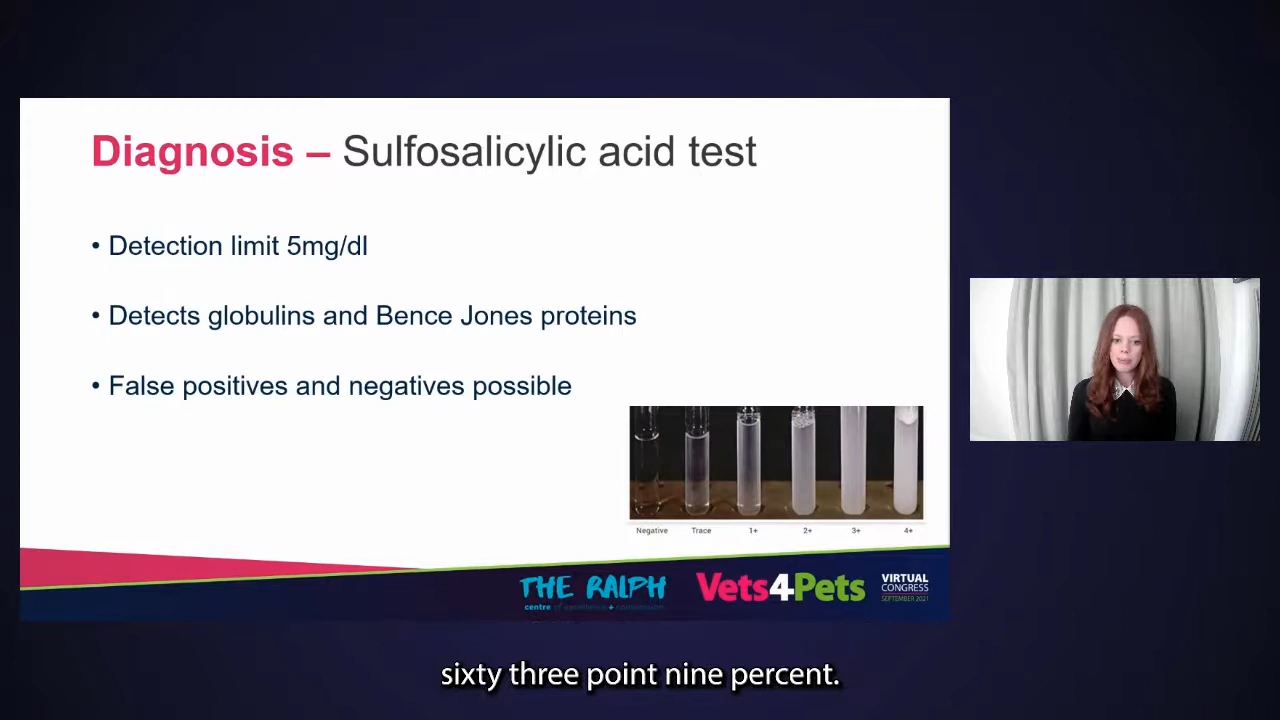 Diagnosis – Sulfosalicylic acid test
• Detection limit 5mg/dl
• Detects globulins and Bence Jones proteins
• False positives and negatives possible
Negative Trace 1+ 2+ 3+ 4+
THE RALPH
centre of excellence + compassion
Vets4Pets
VIRTUAL
CONGRESS
SEPTEMBER 2021
sixty three point nine percent.